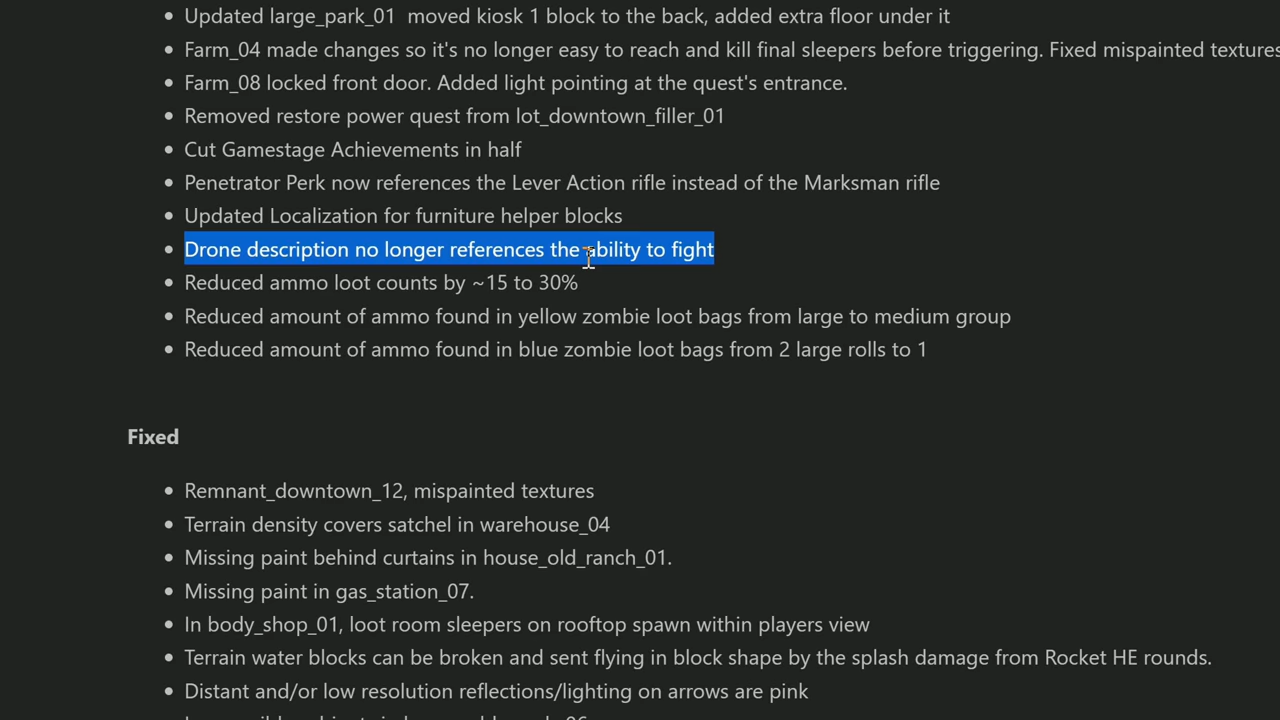 Updated large_park_01 moved kiosk 1 block to the back, added extra floor under it
Farm_04 made changes so it's no longer easy to reach and kill final sleepers before triggering. Fixed mispainted textures
Farm_08 locked front door. Added light pointing at the quest's entrance.
Removed restore power quest from lot_downtown_filler_01
Cut Gamestage Achievements in half
Penetrator Perk now references the Lever Action rifle instead of the Marksman rifle
Updated Localization for furniture helper blocks
Drone description no longer references the ability to fight
Reduced ammo loot counts by ~15 to 30%
Reduced amount of ammo found in yellow zombie loot bags from large to medium group
Reduced amount of ammo found in blue zombie loot bags from 2 large rolls to 1
Fixed
Remnant_downtown_12, mispainted textures
Terrain density covers satchel in warehouse_04
Missing paint behind curtains in house_old_ranch_01.
Missing paint in gas_station_07.
In body_shop_01, loot room sleepers on rooftop spawn within players view
Terrain water blocks can be broken and sent flying in block shape by the splash damage from Rocket HE rounds.
Distant and/or low resolution reflections/lighting on arrows are pink